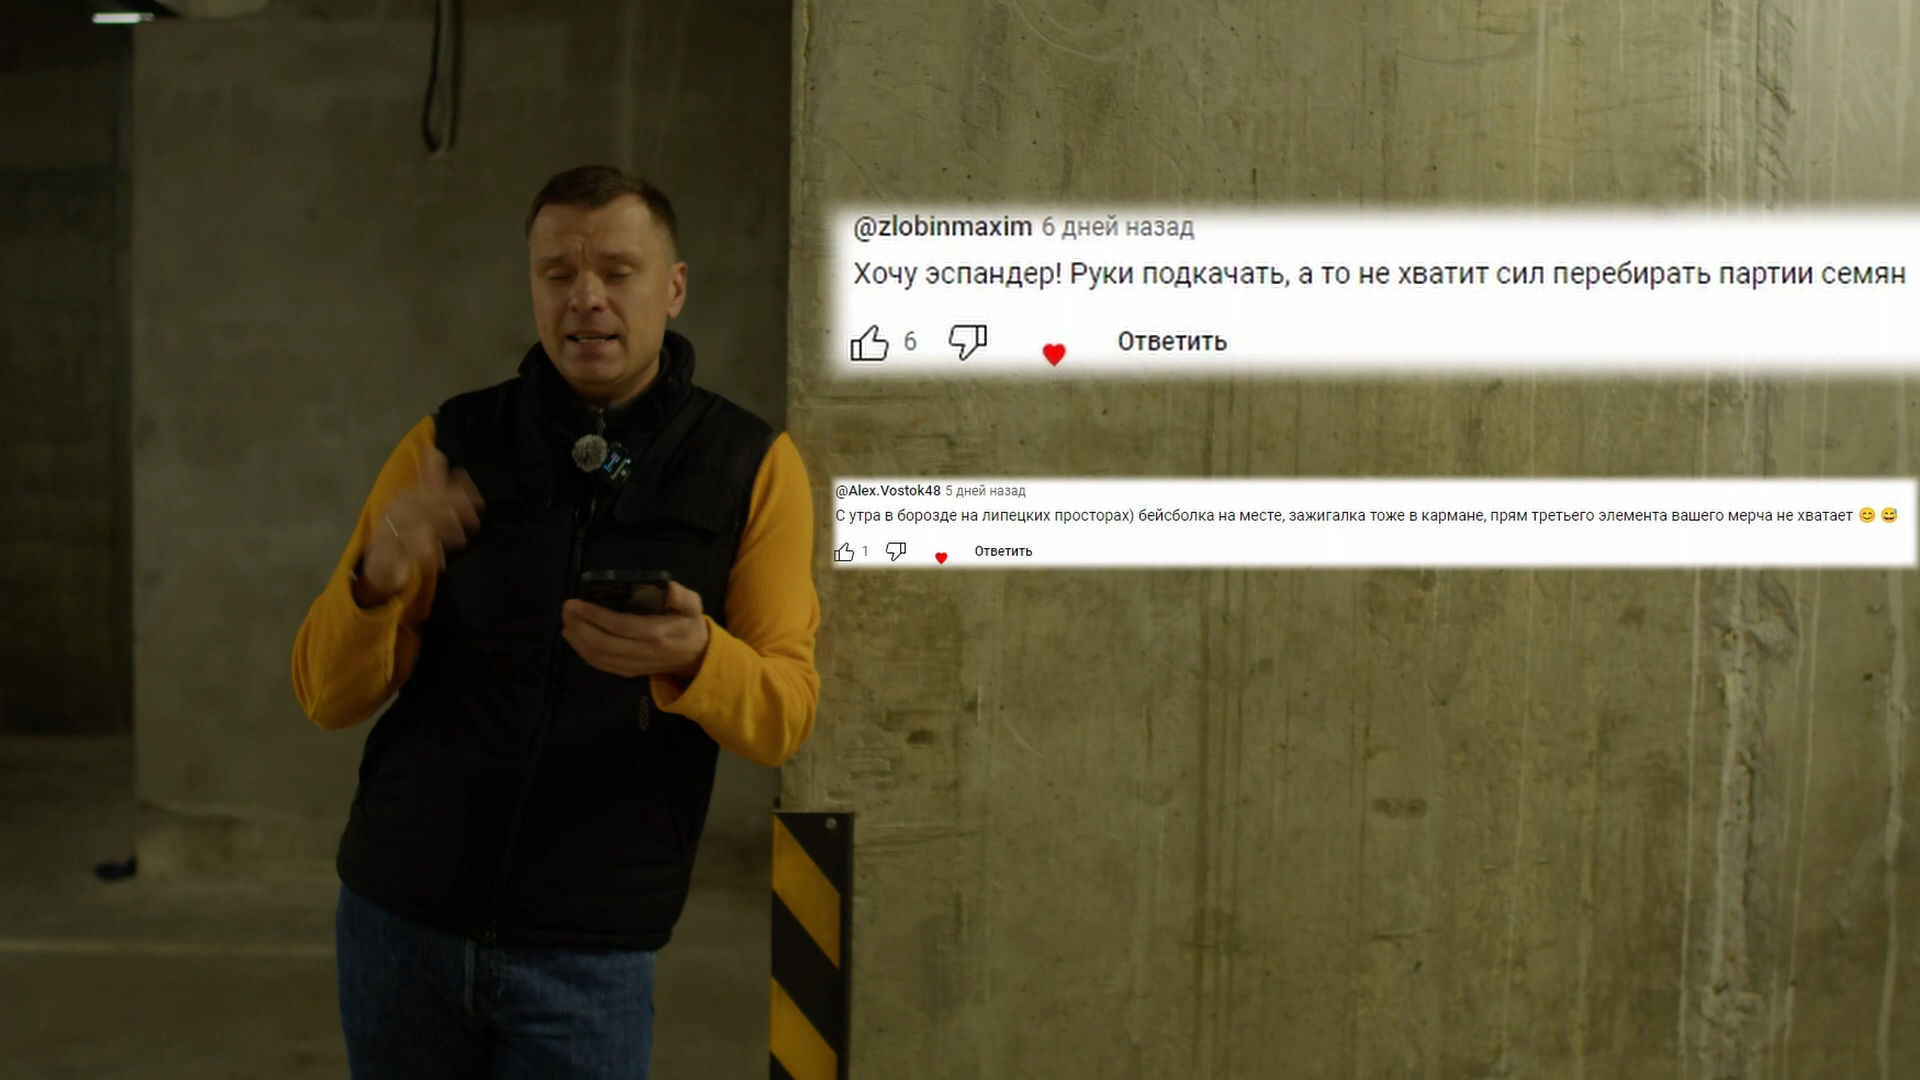 @zlobinmaxim 6 дней назад
Хочу эспандер! Руки подкачать, а то не хватит сил перебирать партии семян
6 Ответить
@Alex.Vostok48 5 дней назад
С утра в борозде на липецких просторах) бейсболка на месте, зажигалка тоже в кармане, прям третьего элемента вашего мерча не хватает 😊 😅
1 Ответить